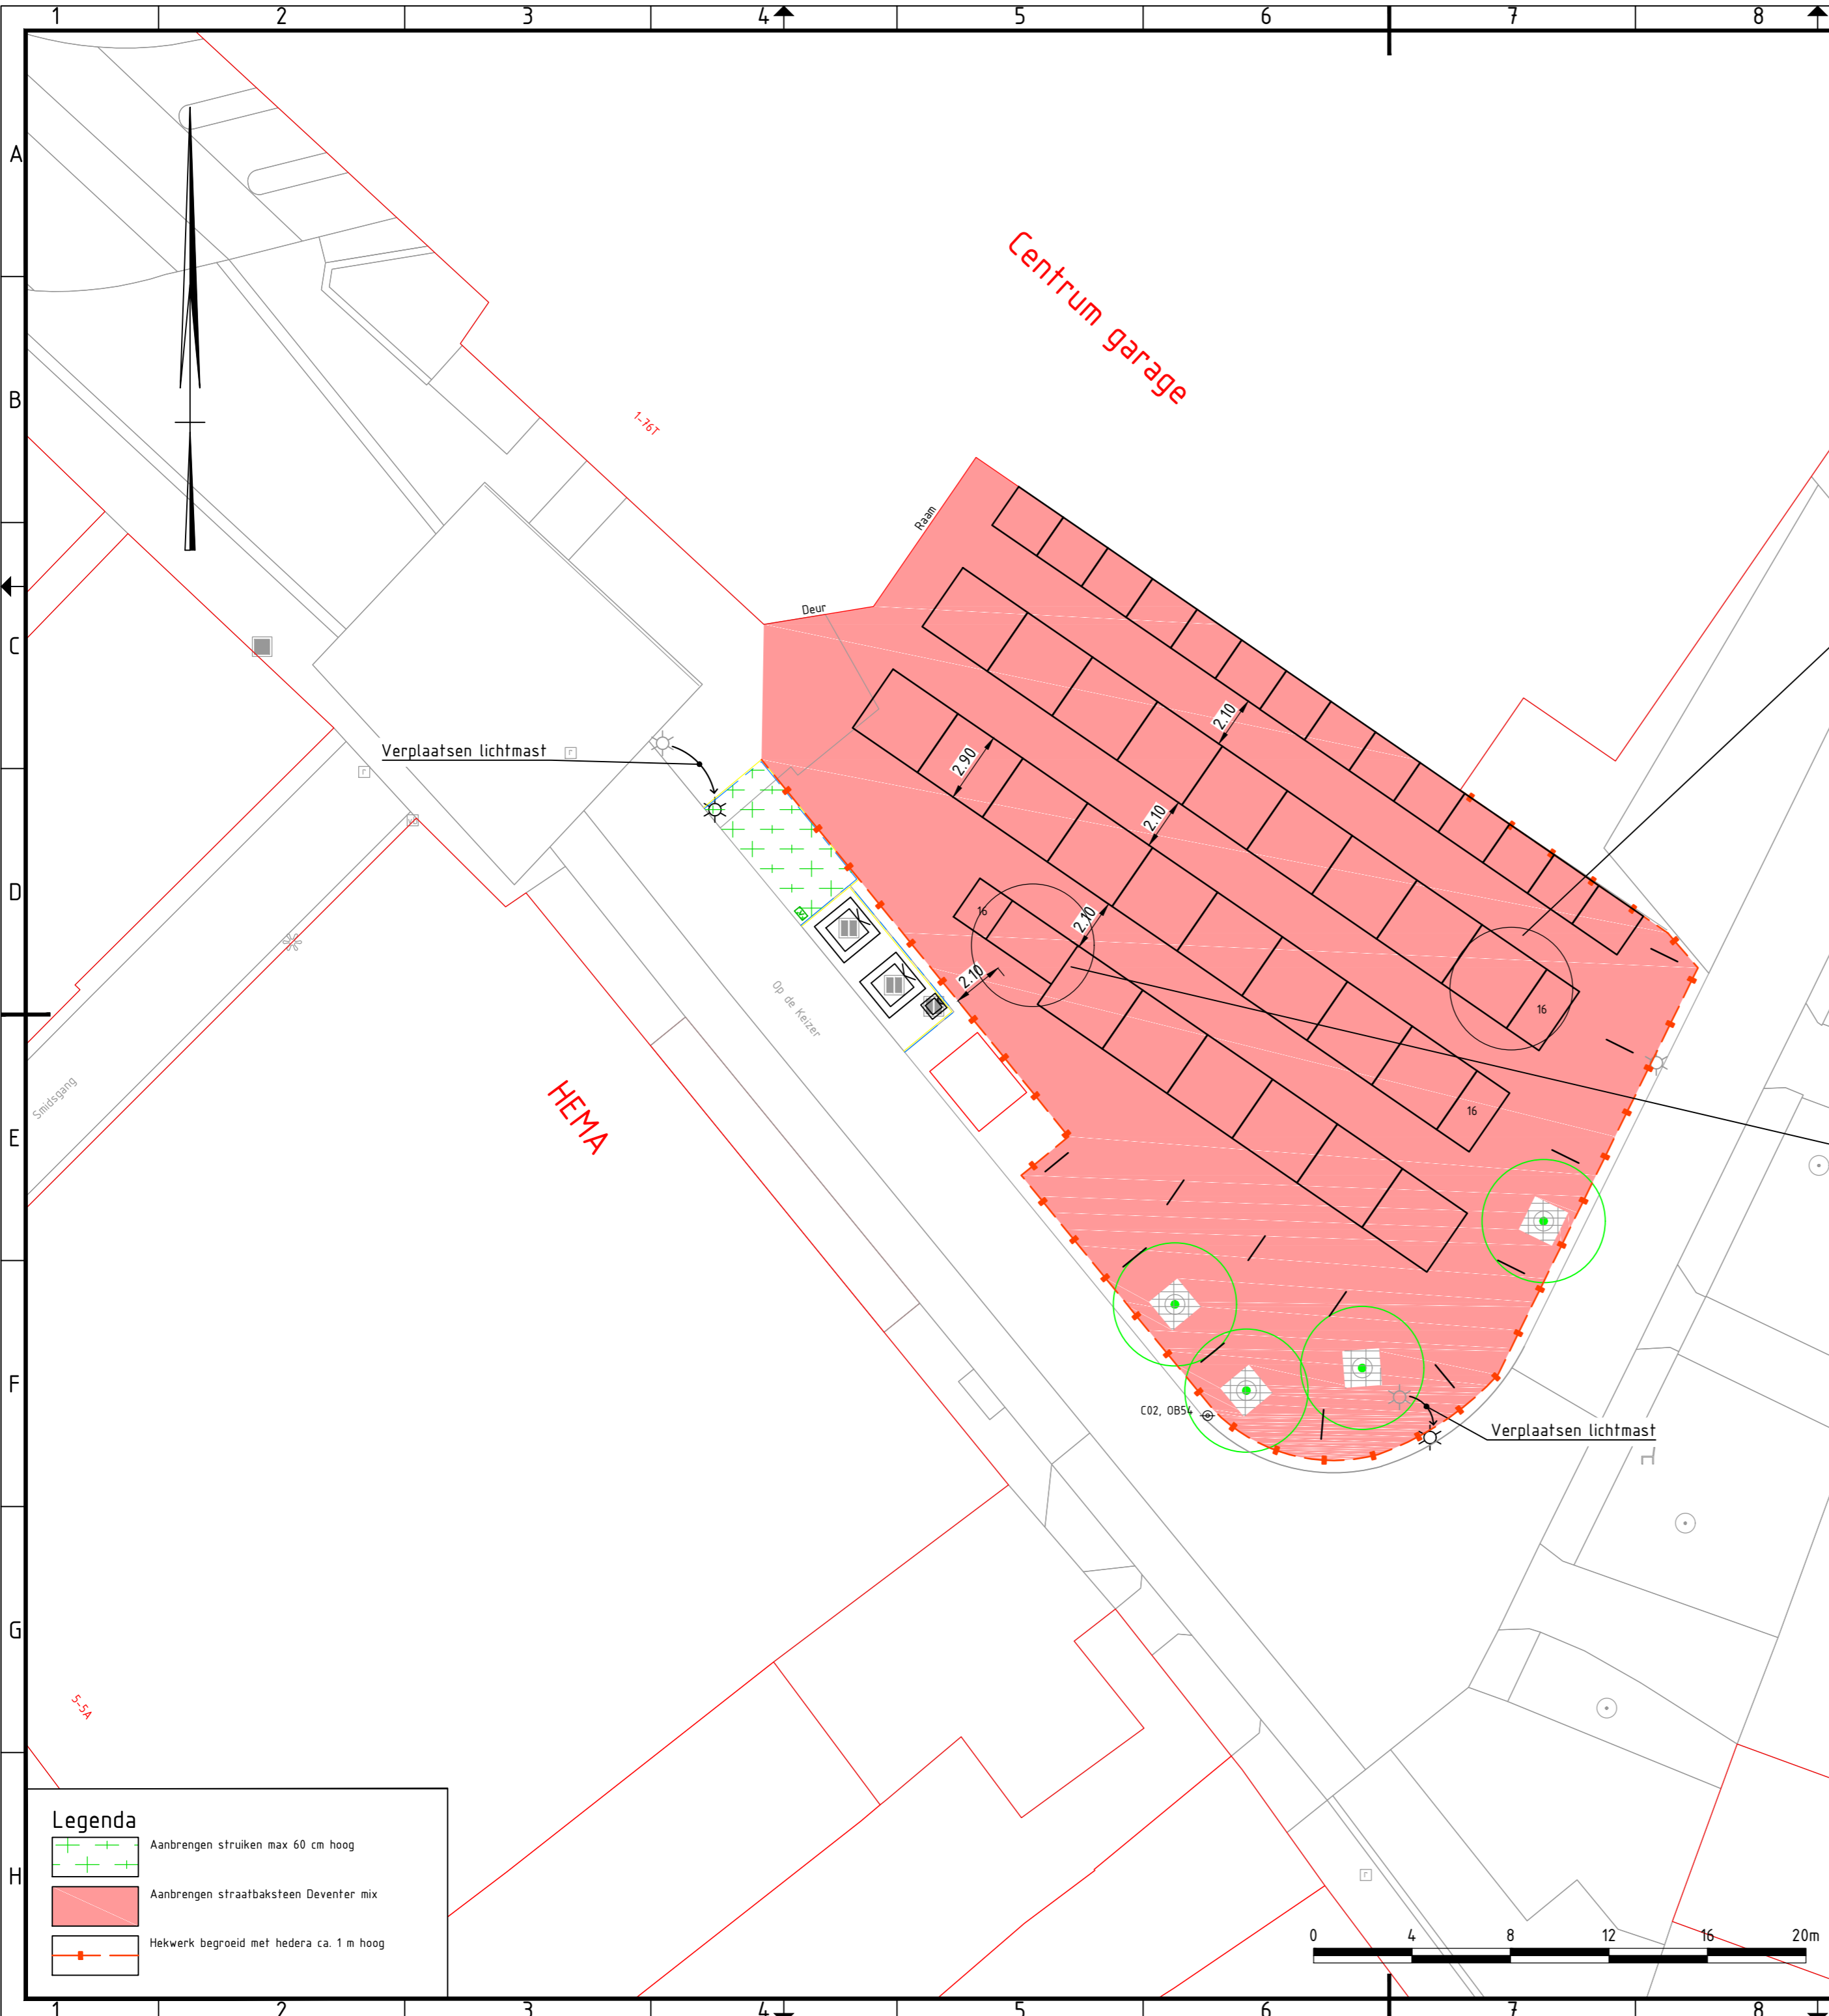 1 2 3 4 5 6 7 8
A
B
C
D
E
F
G
H
Centrum garage
1-76T
Raam
Deur
Verplaatsen lichtmast
2.10
2.90
2.10
2.10
2.10
16
16
16
Op de Keizer
Smidsgang
HEMA
C02, OB54
Verplaatsen lichtmast
5-5A
Legenda
Aanbrengen struiken max 60 cm hoog
Aanbrengen straatbaksteen Deventer mix
Hekwerk begroeid met hedera ca. 1 m hoog
0 4 8 12 16 20m
1 2 3 4 5 6 7 8